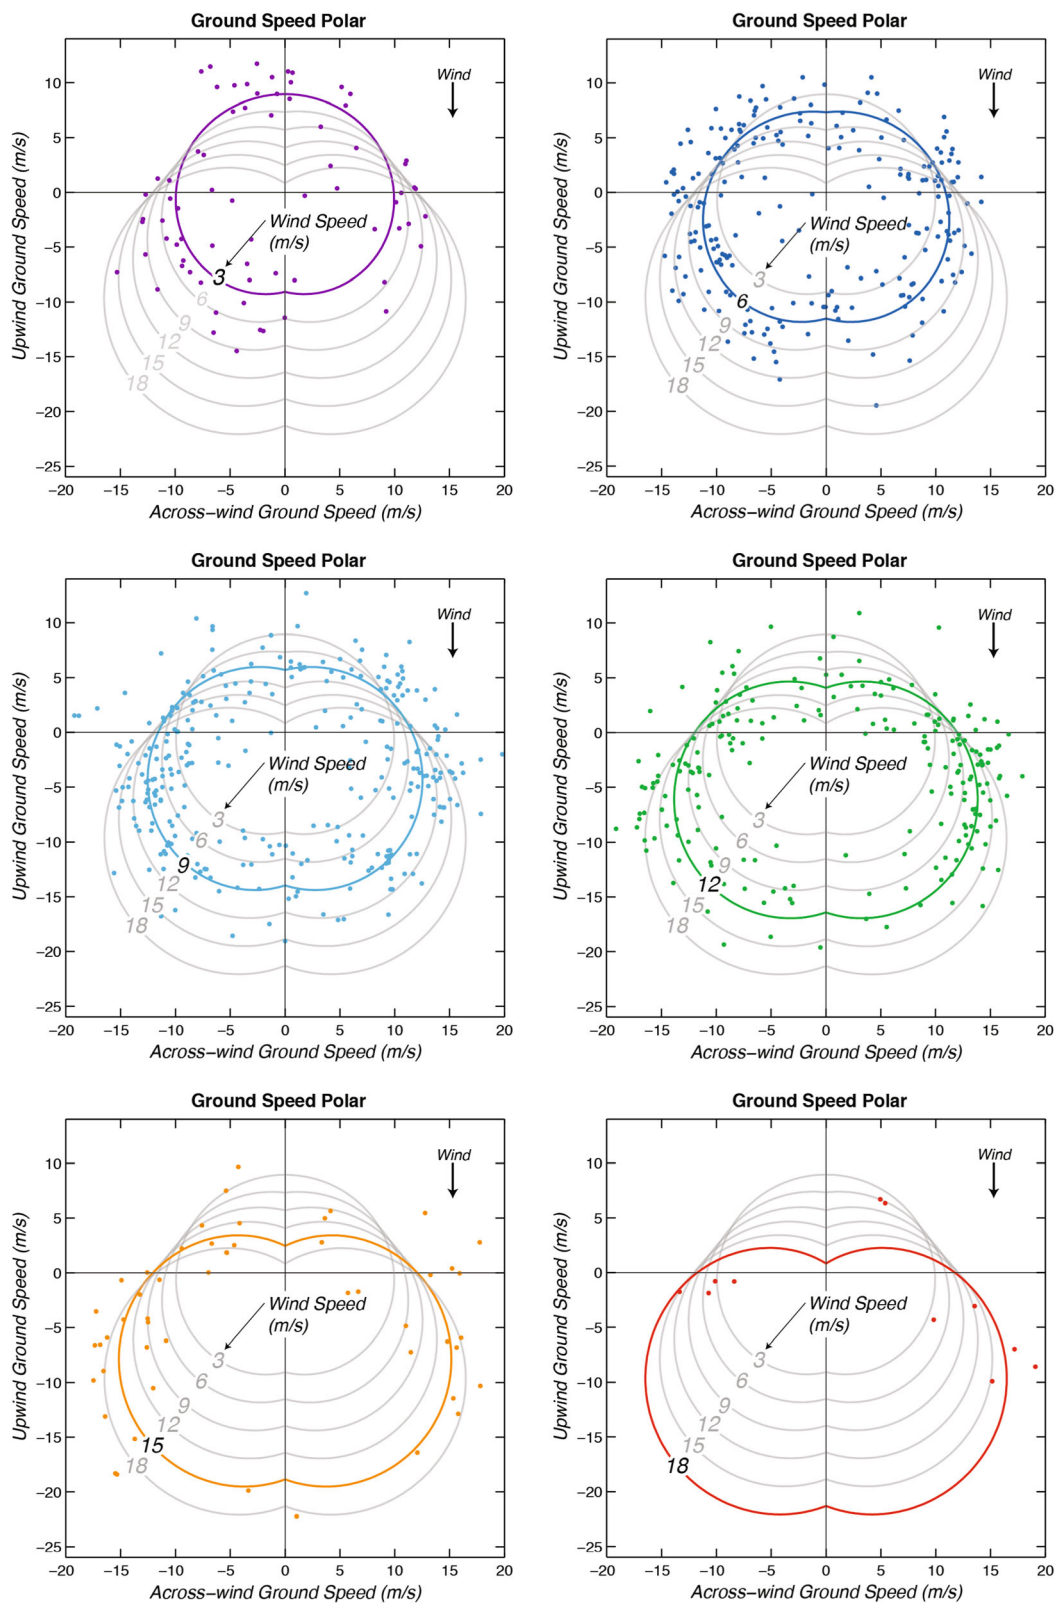 Ground Speed Polar
Upwind Ground Speed (m/s)
10
5
0
−5
−10
−15
−20
−25
Wind
Wind Speed
(m/s)
3
6
9
12
15
18
−20 −15 −10 −5 0 5 10 15 20
Across−wind Ground Speed (m/s)
Ground Speed Polar
Upwind Ground Speed (m/s)
10
5
0
−5
−10
−15
−20
−25
Wind
Wind Speed
(m/s)
3
6
9
12
15
18
−20 −15 −10 −5 0 5 10 15 20
Across−wind Ground Speed (m/s)
Ground Speed Polar
Upwind Ground Speed (m/s)
10
5
0
−5
−10
−15
−20
−25
Wind
Wind Speed
(m/s)
3
6
9
12
15
18
−20 −15 −10 −5 0 5 10 15 20
Across−wind Ground Speed (m/s)
Ground Speed Polar
Upwind Ground Speed (m/s)
10
5
0
−5
−10
−15
−20
−25
Wind
Wind Speed
(m/s)
3
6
9
12
15
18
−20 −15 −10 −5 0 5 10 15 20
Across−wind Ground Speed (m/s)
Ground Speed Polar
Upwind Ground Speed (m/s)
10
5
0
−5
−10
−15
−20
−25
Wind
Wind Speed
(m/s)
3
6
9
12
15
18
−20 −15 −10 −5 0 5 10 15 20
Across−wind Ground Speed (m/s)
Ground Speed Polar
Upwind Ground Speed (m/s)
10
5
0
−5
−10
−15
−20
−25
Wind
Wind Speed
(m/s)
3
6
9
12
15
18
−20 −15 −10 −5 0 5 10 15 20
Across−wind Ground Speed (m/s)